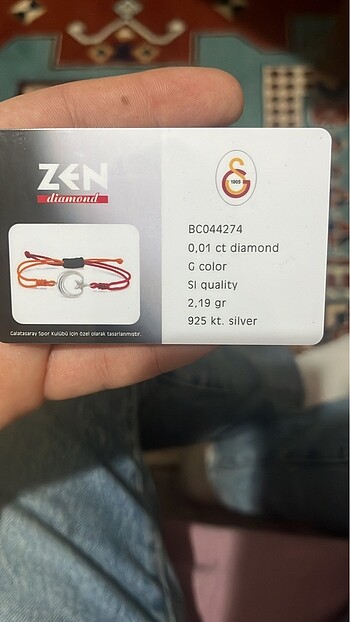 ZEN
diamond
Galatasaray Spor Kulübü için özel olarak tasarlanmıştır.
1905
BC044274
0,01 ct diamond
G color
SI quality
2,19 gr
925 kt. silver